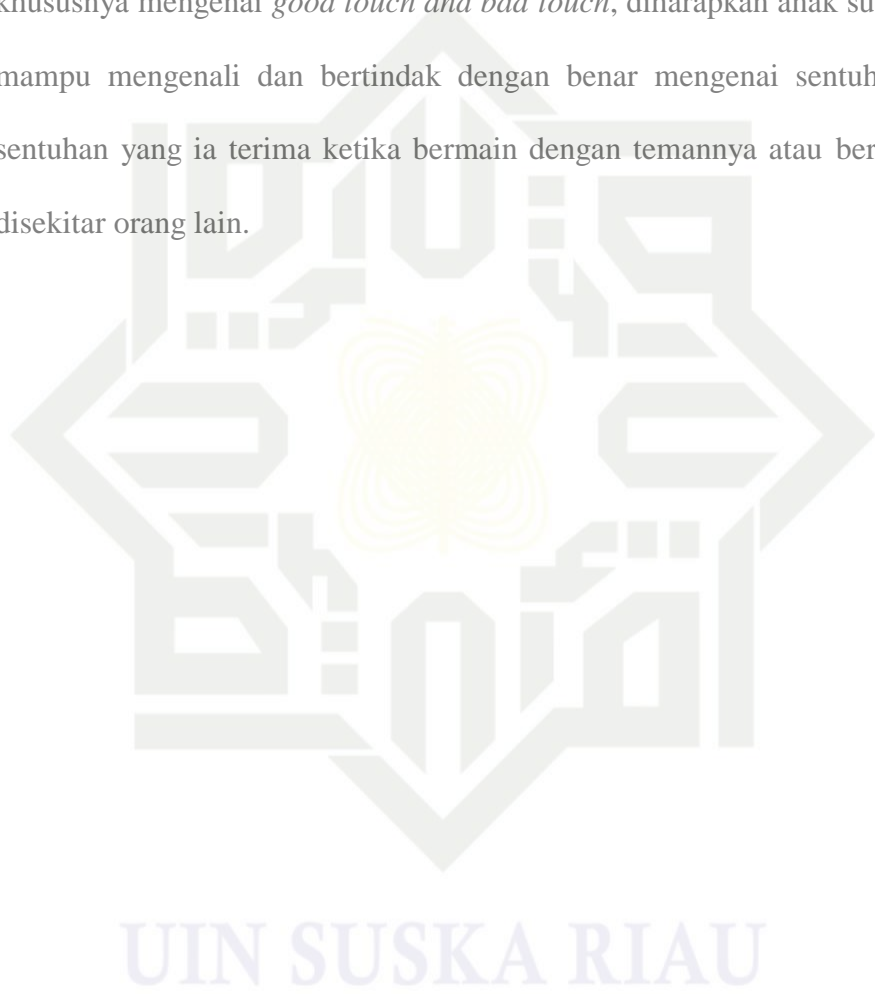 khususnya mengenai good touch and bad touch, diharapkan anak su
mampu mengenali dan bertindak dengan benar mengenai sentuh
sentuhan yang ia terima ketika bermain dengan temannya atau ber
disekitar orang lain.
UIN SUSKA RIAU